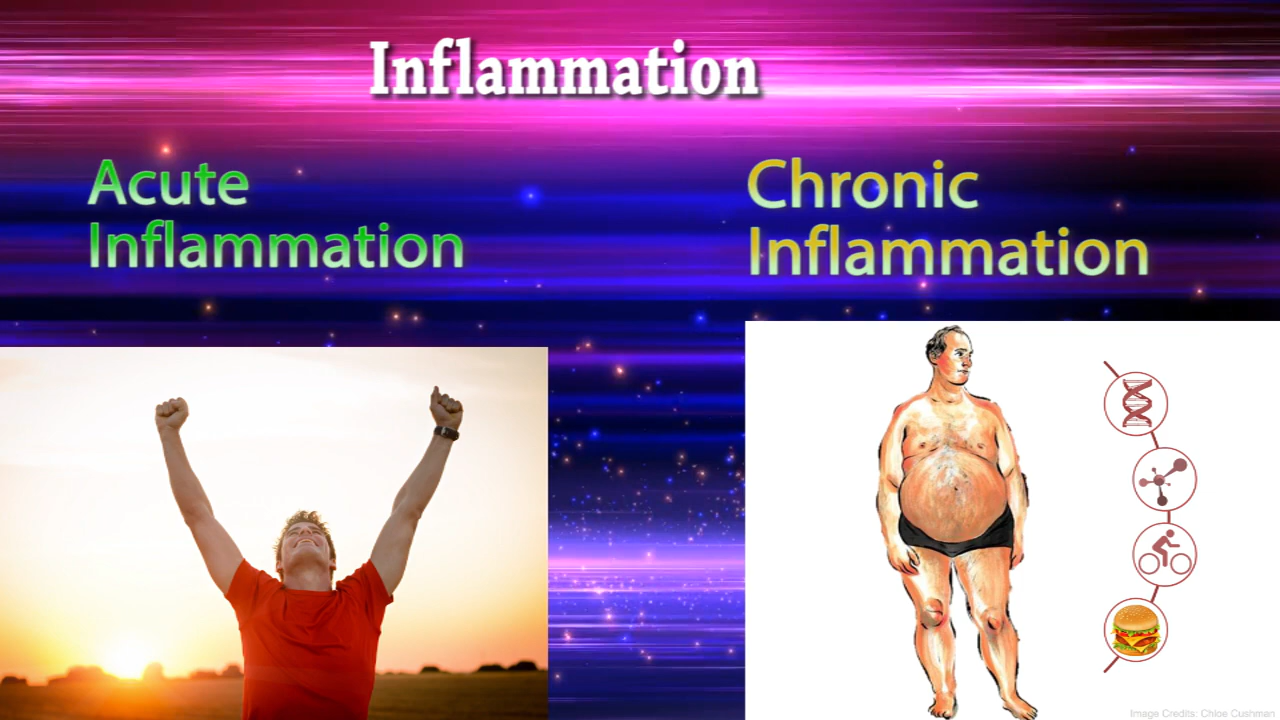 Inflammation
Acute
Inflammation
Chronic
Inflammation
Image Credits: Chloe Cushman